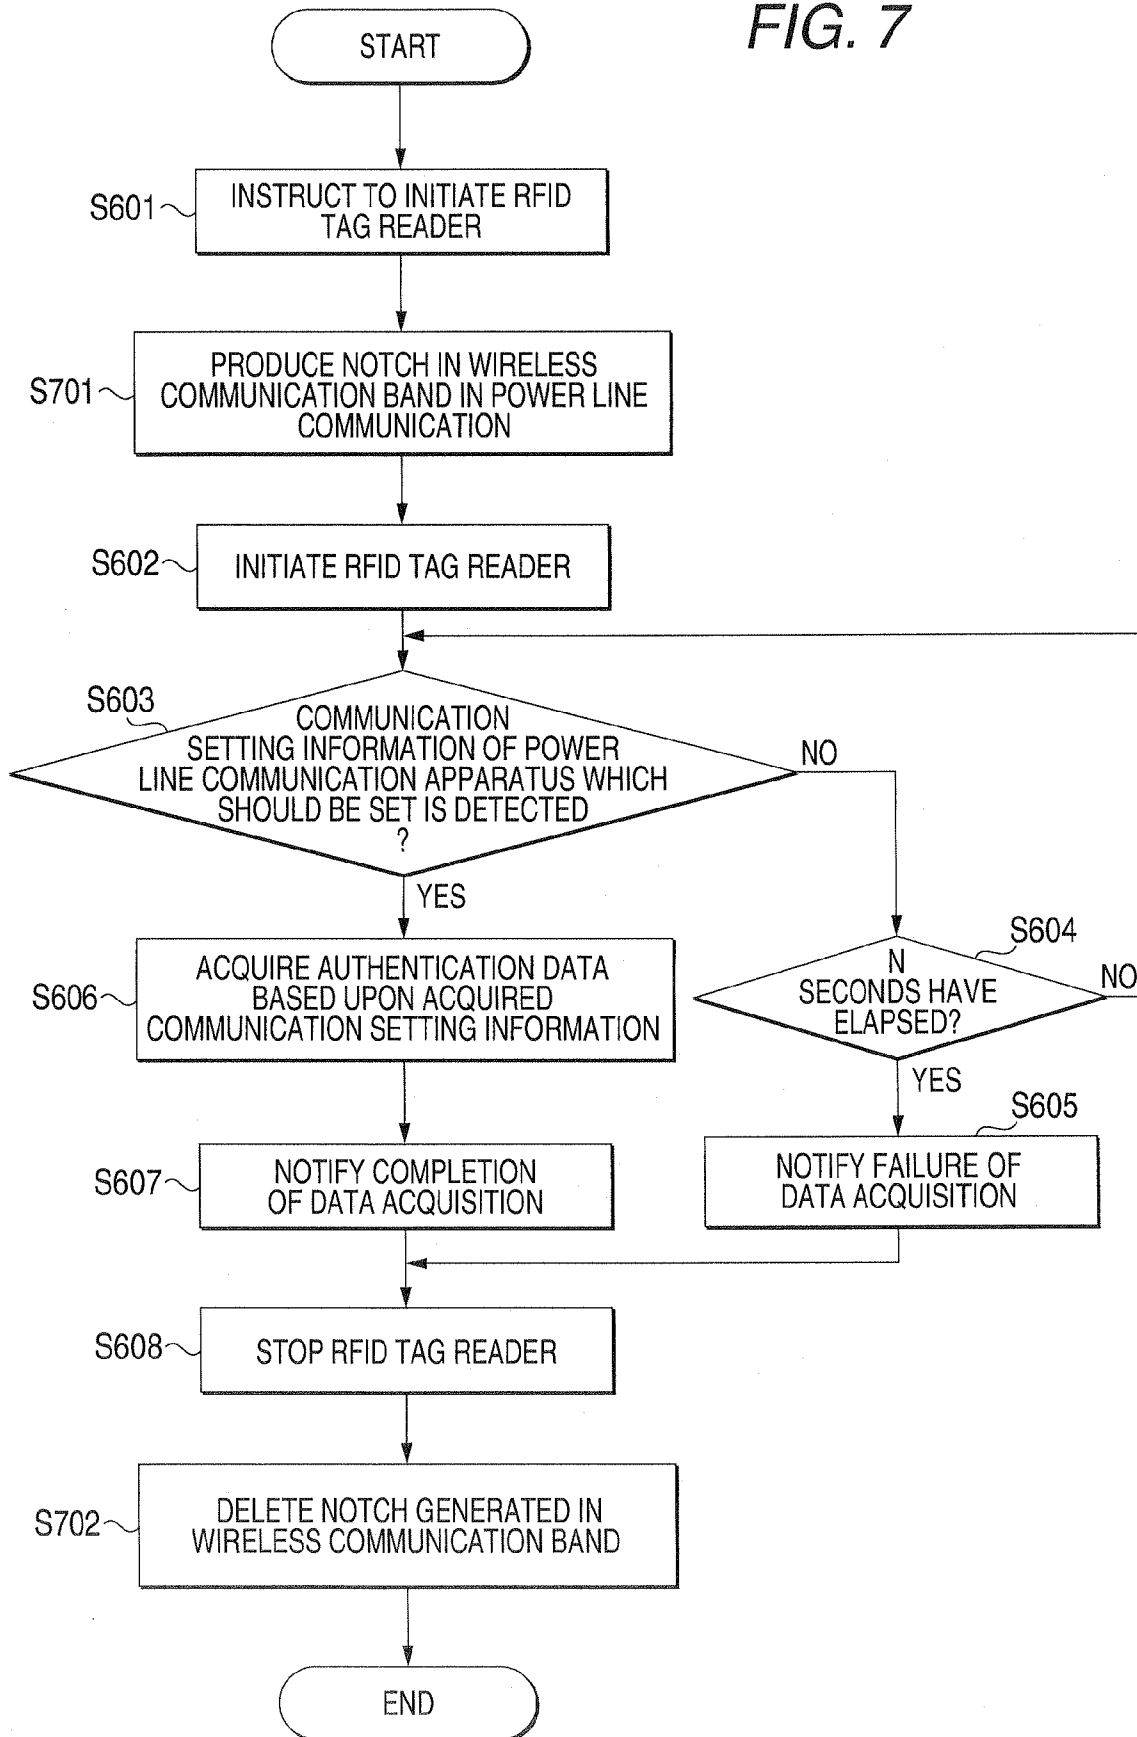 FIG. 7
START
S601
INSTRUCT TO INITIATE RFID
TAG READER
S701
PRODUCE NOTCH IN WIRELESS
COMMUNICATION BAND IN POWER LINE
COMMUNICATION
S602
INITIATE RFID TAG READER
S603
COMMUNICATION
SETTING INFORMATION OF POWER
LINE COMMUNICATION APPARATUS WHICH
SHOULD BE SET IS DETECTED
?
NO
YES
S604
N
SECONDS HAVE
ELAPSED?
NO
YES
S606
ACQUIRE AUTHENTICATION DATA
BASED UPON ACQUIRED
COMMUNICATION SETTING INFORMATION
S605
NOTIFY FAILURE OF
DATA ACQUISITION
S607
NOTIFY COMPLETION
OF DATA ACQUISITION
S608
STOP RFID TAG READER
S702
DELETE NOTCH GENERATED IN
WIRELESS COMMUNICATION BAND
END